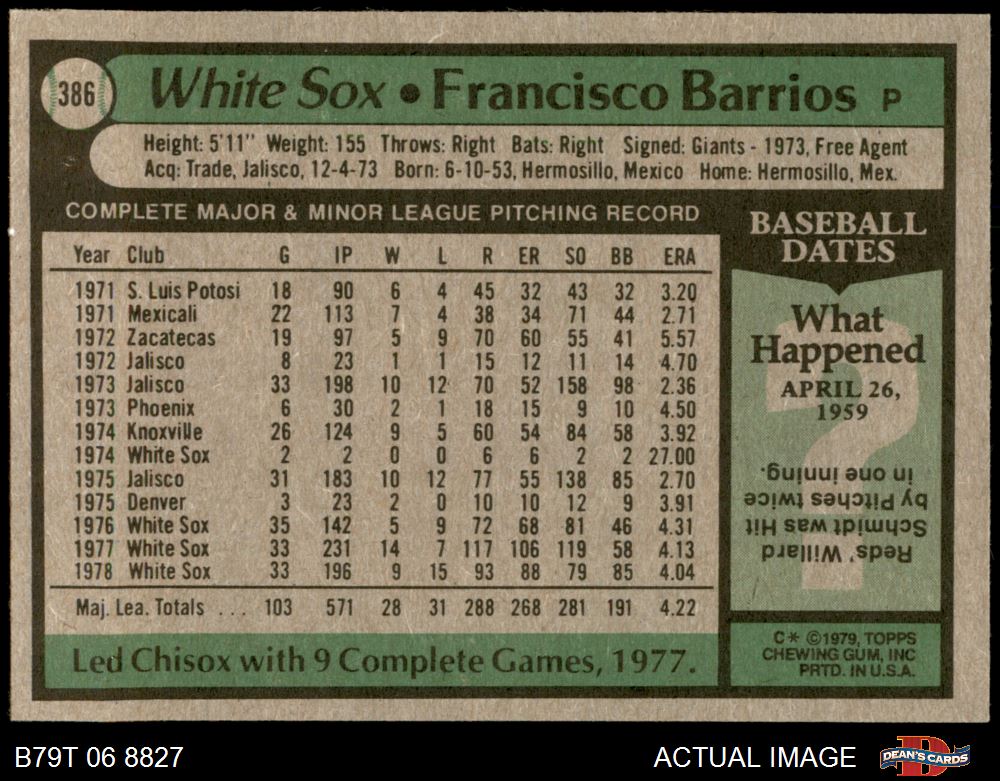 386
White Sox • Francisco Barrios P
Height: 5'11" Weight: 155 Throws: Right Bats: Right Signed: Giants - 1973, Free Agent
Acq: Trade, Jalisco, 12-4-73 Born: 6-10-53, Hermosillo, Mexico Home: Hermosillo, Mex.
COMPLETE MAJOR & MINOR LEAGUE PITCHING RECORD
Year Club G IP W L R ER SO BB ERA
1971 S. Luis Potosi 18 90 6 4 45 32 43 32 3.20
1971 Mexicali 22 113 7 4 38 34 71 44 2.71
1972 Zacatecas 19 97 5 9 70 60 55 41 5.57
1972 Jalisco 8 23 1 1 15 12 11 14 4.70
1973 Jalisco 33 198 10 12 70 52 158 98 2.36
1973 Phoenix 6 30 2 1 18 15 9 10 4.50
1974 Knoxville 26 124 9 5 60 54 84 58 3.92
1974 White Sox 2 2 0 0 6 6 2 2 27.00
1975 Jalisco 31 183 10 12 77 55 138 85 2.70
1975 Denver 3 23 2 0 10 10 12 9 3.91
1976 White Sox 35 142 5 9 72 68 81 46 4.31
1977 White Sox 33 231 14 7 117 106 119 58 4.13
1978 White Sox 33 196 9 15 93 88 79 85 4.04
Maj. Lea. Totals ... 103 571 28 31 288 268 281 191 4.22
Led Chisox with 9 Complete Games, 1977.
BASEBALL
DATES
What
Happened
APRIL 26,
1959
?
Reds' Willard
Schmidt was Hit
by Pitches twice
in one inning.
C* ©1979, TOPPS
CHEWING GUM, INC
PRTD. IN U.S.A.
B79T 06 8827
ACTUAL IMAGE
D
DEAN'S CARDS